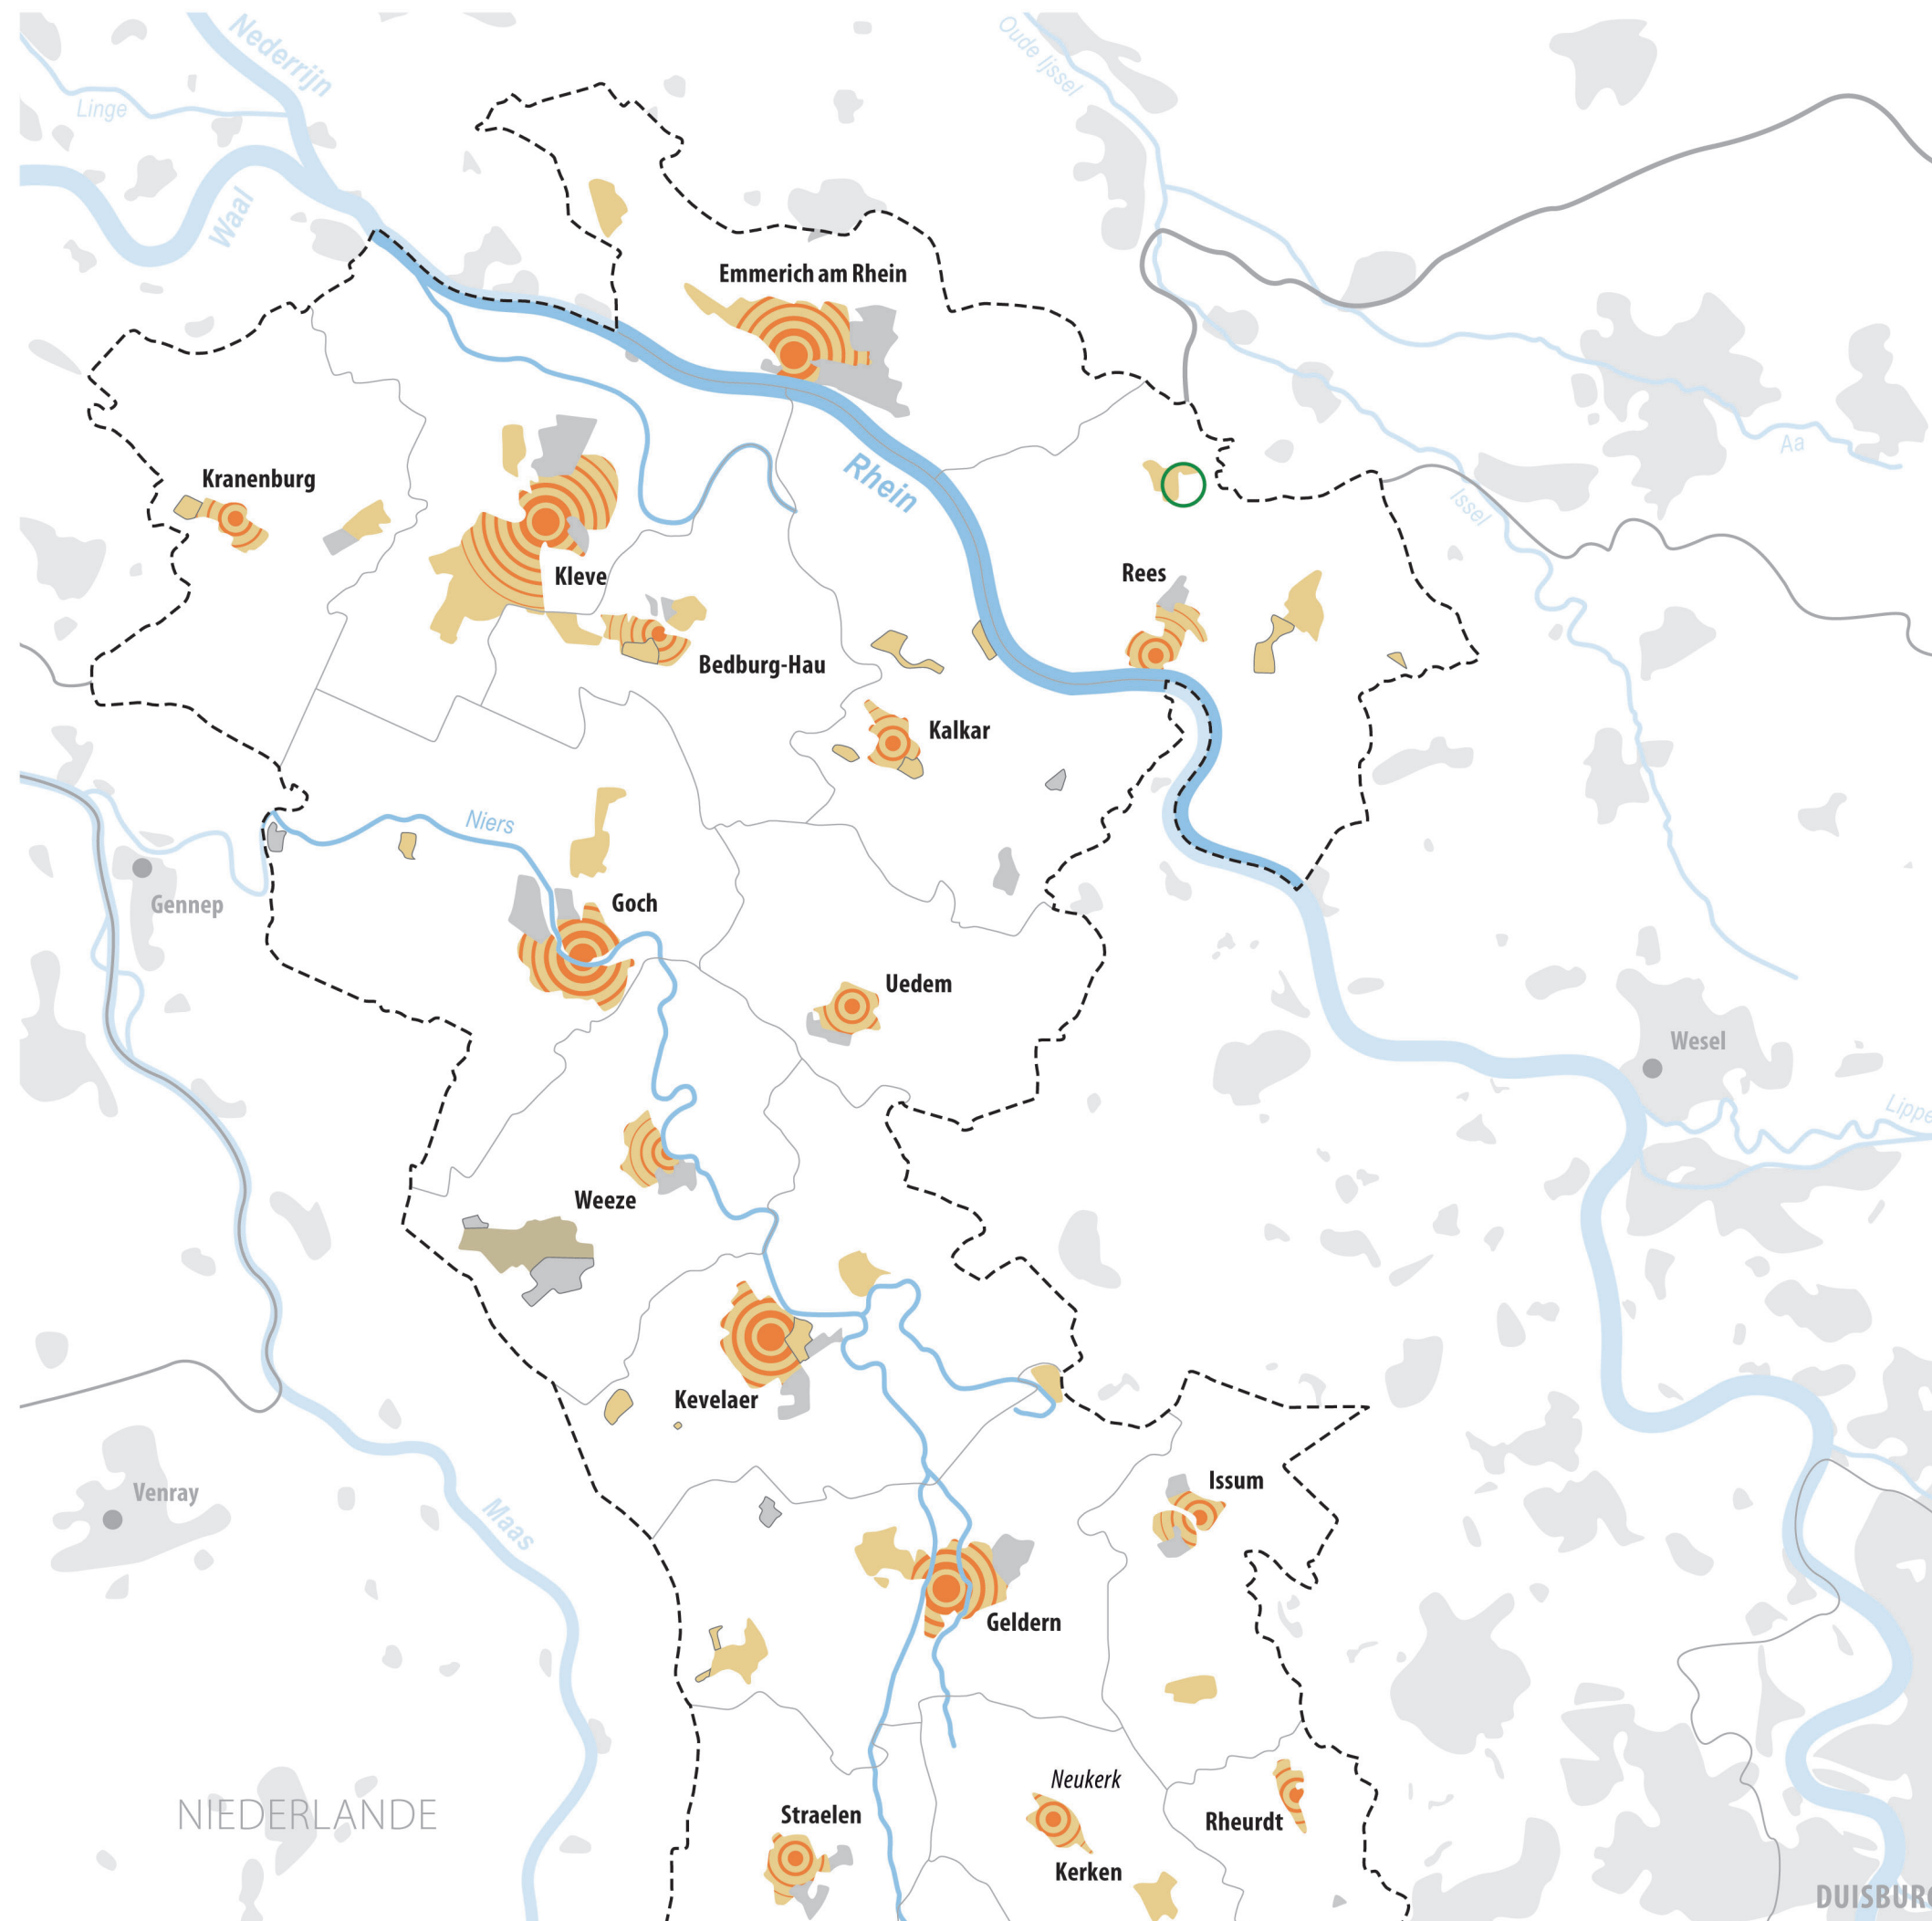 Nederrijn
Oude Ijssel
Linge
Waal
Emmerich am Rhein
Aa
Kranenburg
Rhein
Issel
Kleve
Rees
Bedburg-Hau
Kalkar
Niers
Gennep
Goch
Uedem
Wesel
Lippe
Weeze
Kevelaer
Issum
Venray
Maas
Geldern
Neukerk
NIEDERLANDE
Straelen
Rheurdt
Kerken
DUISBURG